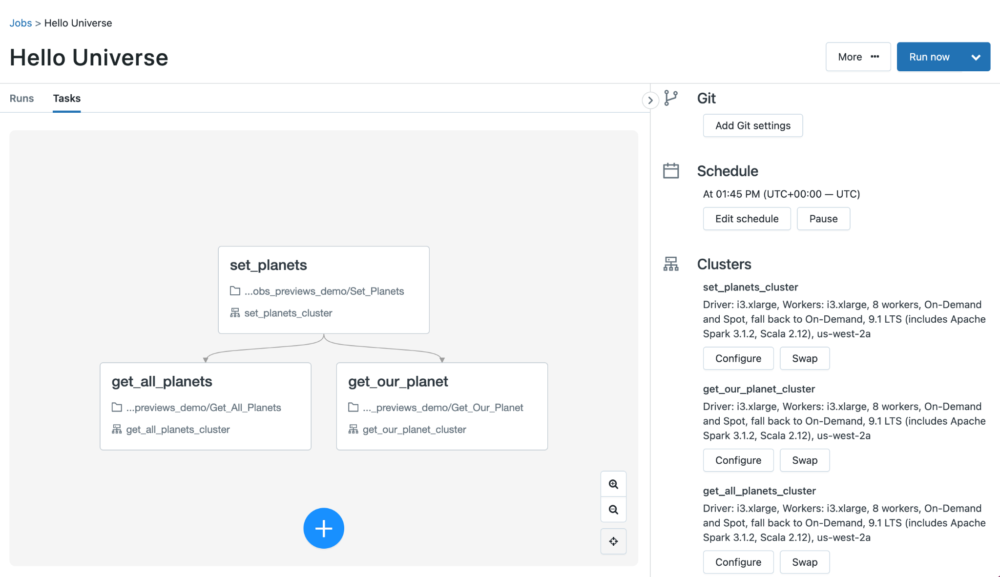 Jobs > Hello Universe
Hello Universe
More •••
Run now
Runs
Tasks
set_planets
...obs_previews_demo/Set_Planets
set_planets_cluster
get_all_planets
...previews_demo/Get_All_Planets
get_all_planets_cluster
get_our_planet
..._previews_demo/Get_Our_Planet
get_our_planet_cluster
Git
Add Git settings
Schedule
At 01:45 PM (UTC+00:00 — UTC)
Edit schedule
Pause
Clusters
set_planets_cluster
Driver: i3.xlarge, Workers: i3.xlarge, 8 workers, On-Demand
and Spot, fall back to On-Demand, 9.1 LTS (includes Apache
Spark 3.1.2, Scala 2.12), us-west-2a
Configure
Swap
get_our_planet_cluster
Driver: i3.xlarge, Workers: i3.xlarge, 8 workers, On-Demand
and Spot, fall back to On-Demand, 9.1 LTS (includes Apache
Spark 3.1.2, Scala 2.12), us-west-2a
Configure
Swap
get_all_planets_cluster
Driver: i3.xlarge, Workers: i3.xlarge, 8 workers, On-Demand
and Spot, fall back to On-Demand, 9.1 LTS (includes Apache
Spark 3.1.2, Scala 2.12), us-west-2a
Configure
Swap